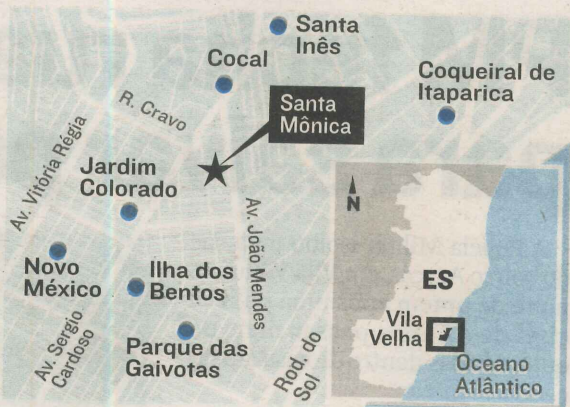 Santa
Inês
Cocal
Coqueiral de
Itaparica
R. Cravo
Santa
Mônica
Av. Vitória Régia
Jardim
Colorado
Av. João Mendes
N
Novo
México
Ilha dos
Bentos
ES
Vila
Velha
Av. Sergio
Cardoso
Parque das
Gaivotas
Rod. do
Sol
Oceano
Atlântico